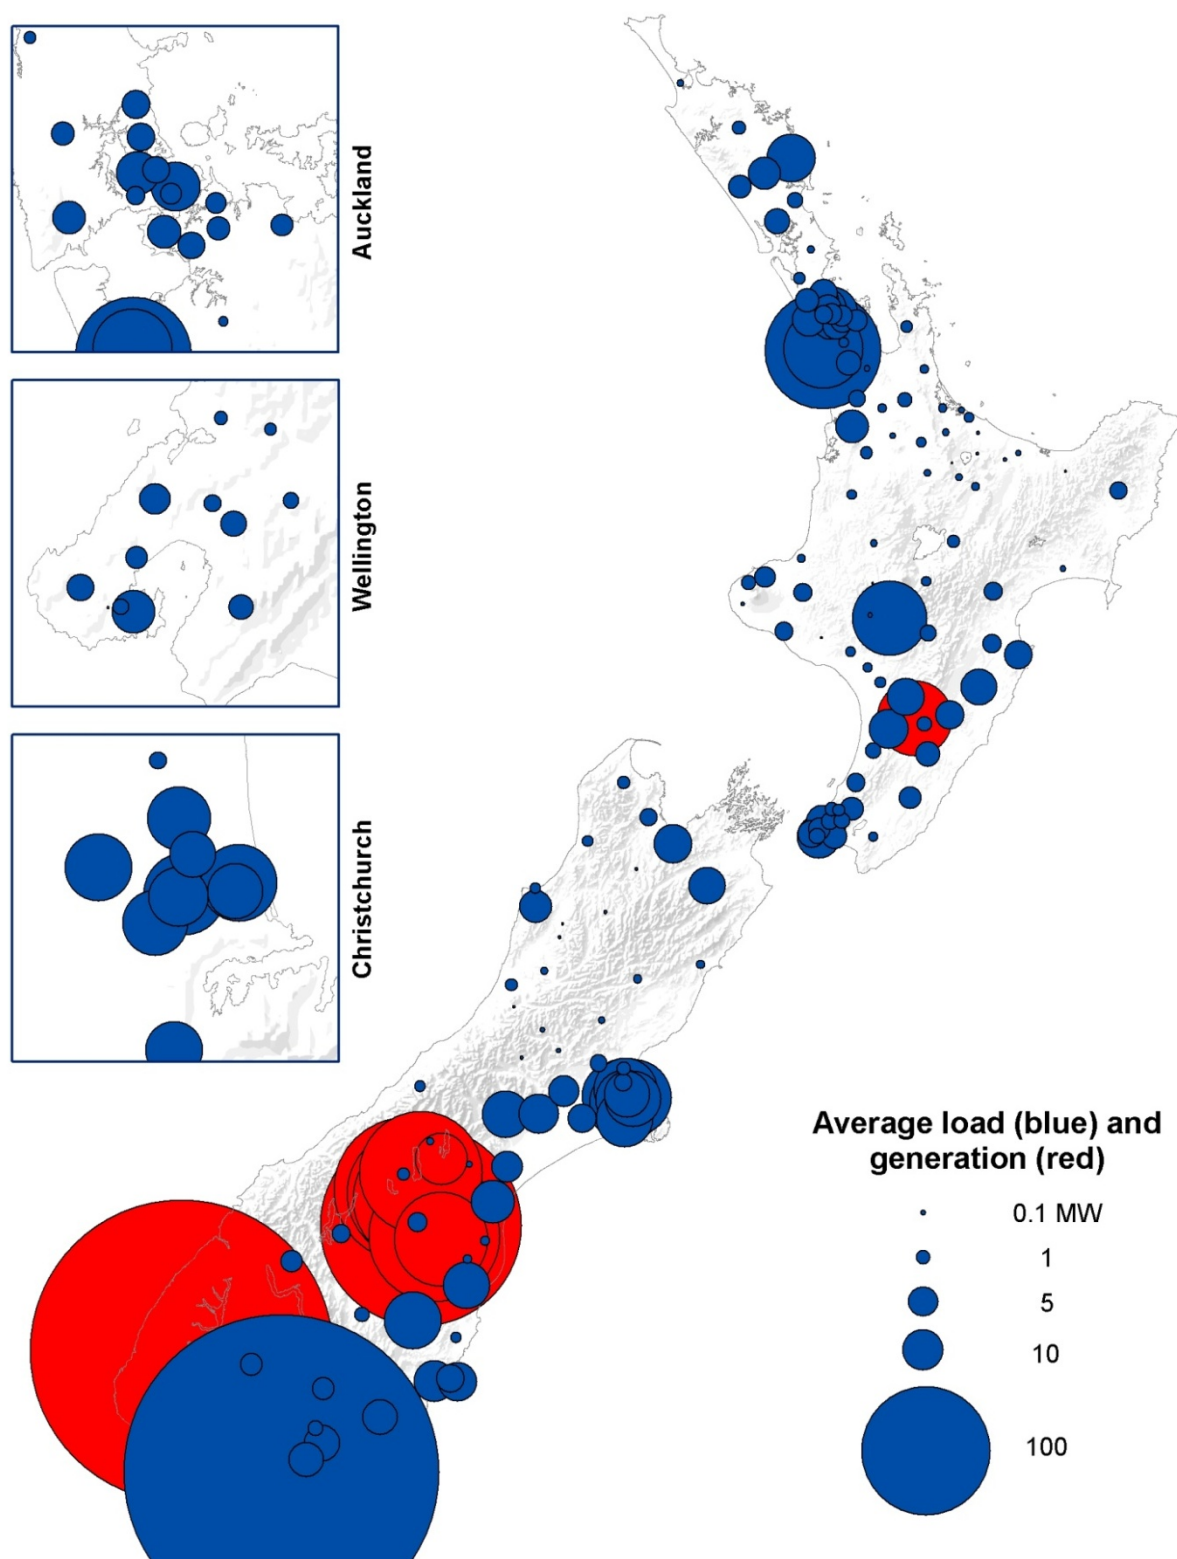 Auckland
Wellington
Christchurch
Average load (blue) and
generation (red)
0.1 MW
1
5
10
100